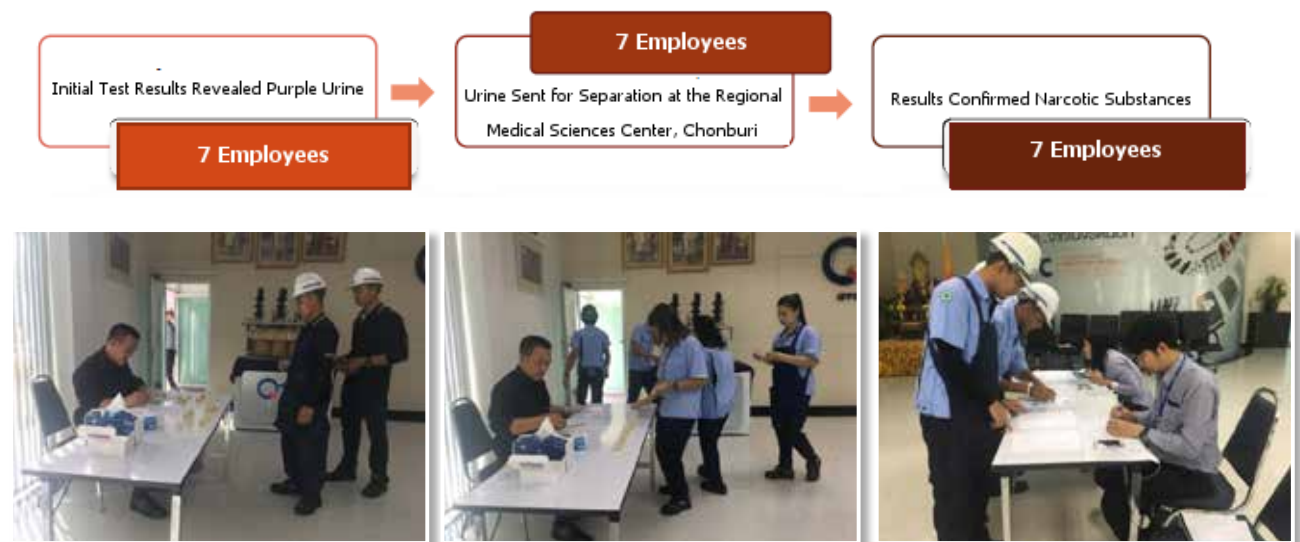 7 Employees
Initial Test Results Revealed Purple Urine
Urine Sent for Separation at the Regional
Medical Sciences Center, Chonburi
Results Confirmed Narcotic Substances
7 Employees
7 Employees